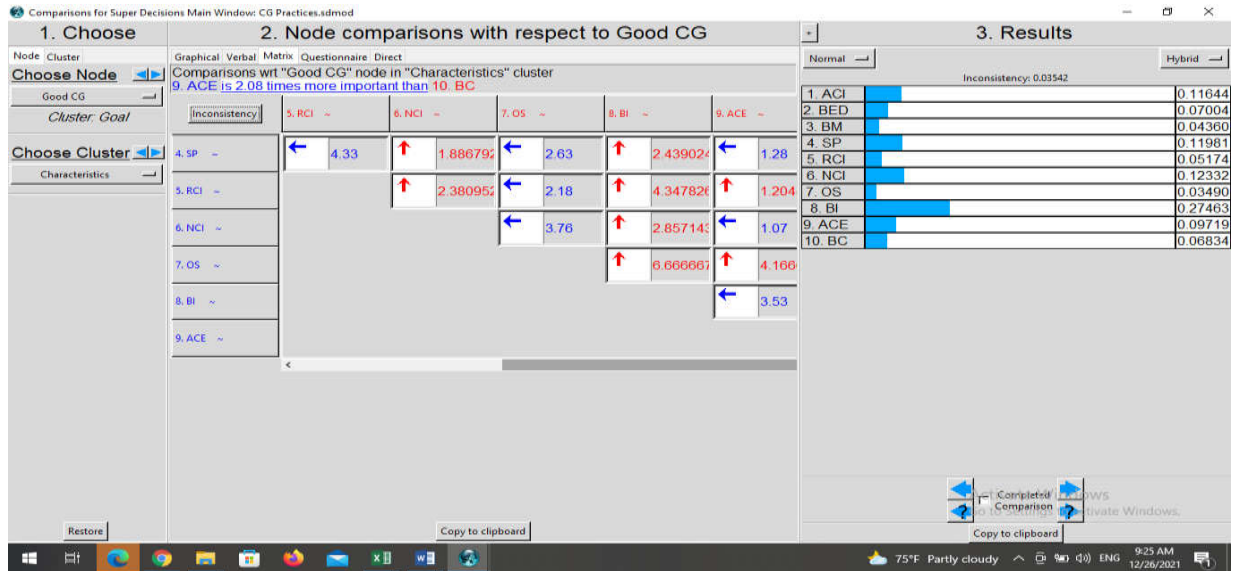 Comparisons for Super Decisions Main Window: CG Practices.sdmod
1. Choose
Node Cluster
Choose Node
Good CG
Cluster: Goal
Choose Cluster
Characteristics
Restore
2. Node comparisons with respect to Good CG
Graphical Verbal Matrix Questionnaire Direct
Comparisons wrt "Good CG" node in "Characteristics" cluster
9. ACE is 2.08 times more important than 10. BC
Inconsistency 5. RCI ~ 6. NCI ~ 7. OS ~ 8. BI ~ 9. ACE ~
4. SP ~ 4.33 1.886792 2.63 2.439024 1.28
5. RCI ~ 2.380952 2.18 4.347826 1.204
6. NCI ~ 3.76 2.857143 1.07
7. OS ~ 6.666667 4.166
8. BI ~ 3.53
9. ACE ~
Copy to clipboard
3. Results
Normal Hybrid
Inconsistency: 0.03542
1. ACI 0.11644
2. BED 0.07004
3. BM 0.04360
4. SP 0.11981
5. RCI 0.05174
6. NCI 0.12332
7. OS 0.03490
8. BI 0.27463
9. ACE 0.09719
10. BC 0.06834
Completed
Comparison
Copy to clipboard
75°F Partly cloudy ENG 9:25 AM
12/26/2021